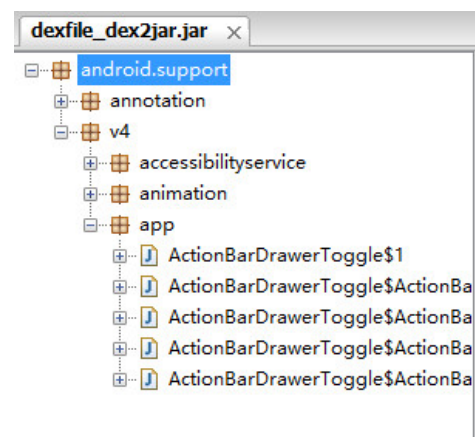 dexfile_dex2jar.jar
android.support
annotation
v4
accessibilityservice
animation
app
ActionBarDrawerToggle$1
ActionBarDrawerToggle$ActionBa
ActionBarDrawerToggle$ActionBa
ActionBarDrawerToggle$ActionBa
ActionBarDrawerToggle$ActionBa